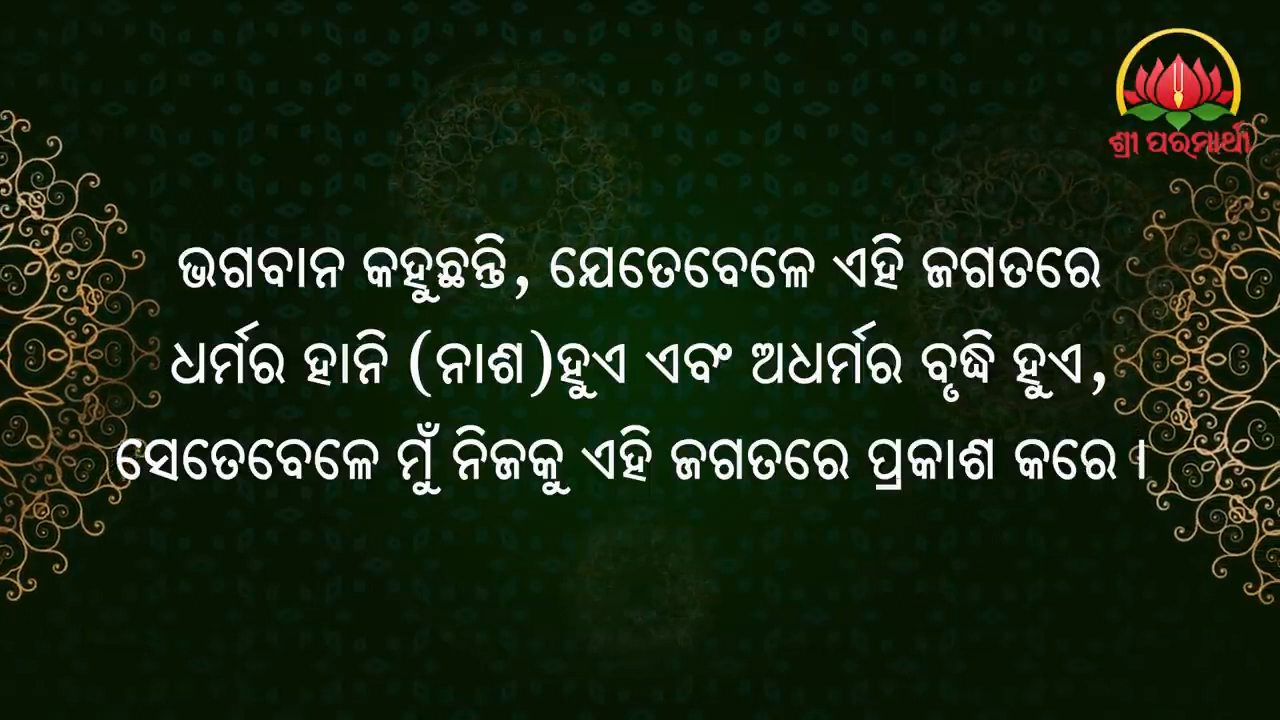 ଶ୍ରୀ ପରମାର୍ଥୀ
ଭଗବାନ କହୁଛନ୍ତି, ଯେତେବେଳେ ଏହି ଜଗତରେ
ଧର୍ମର ହାନି (ନାଶ)ହୁଏ ଏବଂ ଅଧର୍ମର ବୃଦ୍ଧି ହୁଏ,
ସେତେବେଳେ ମୁଁ ନିଜକୁ ଏହି ଜଗତରେ ପ୍ରକାଶ କରେ ।